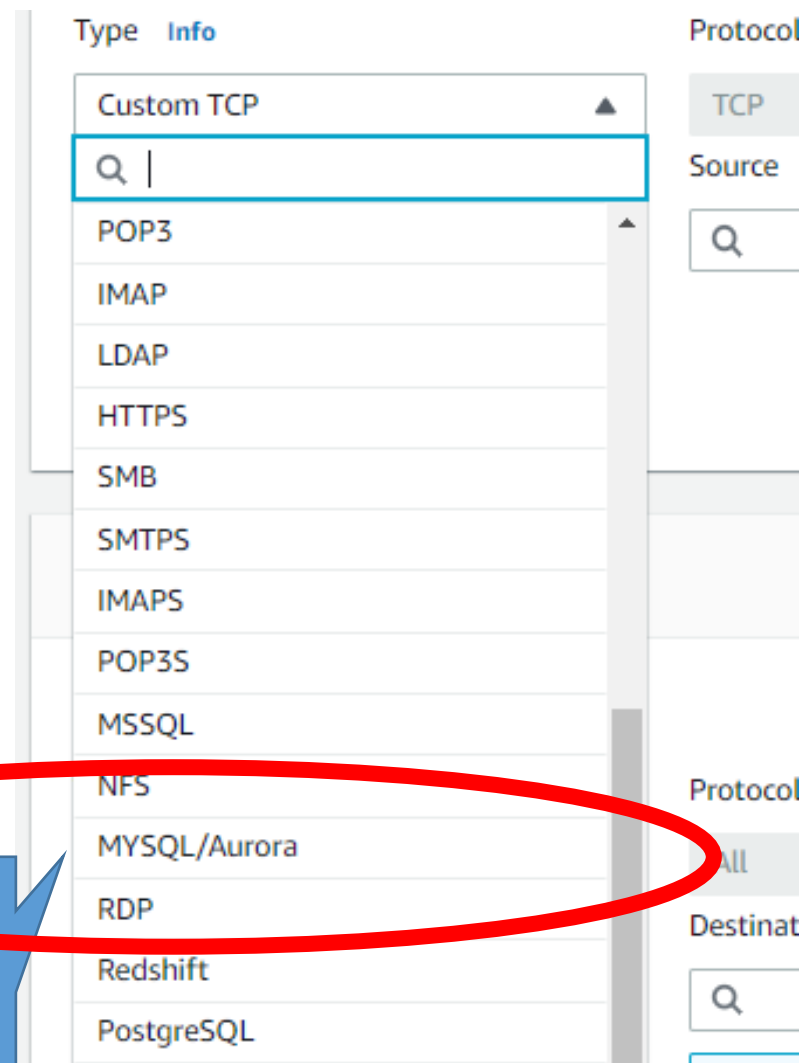 Type Info
Protocol
Custom TCP
TCP
Source
POP3
IMAP
LDAP
HTTPS
SMB
SMTPS
IMAPS
POP3S
MSSQL
NFS
Protocol
MYSQL/Aurora
All
RDP
Destinat
Redshift
PostgreSQL